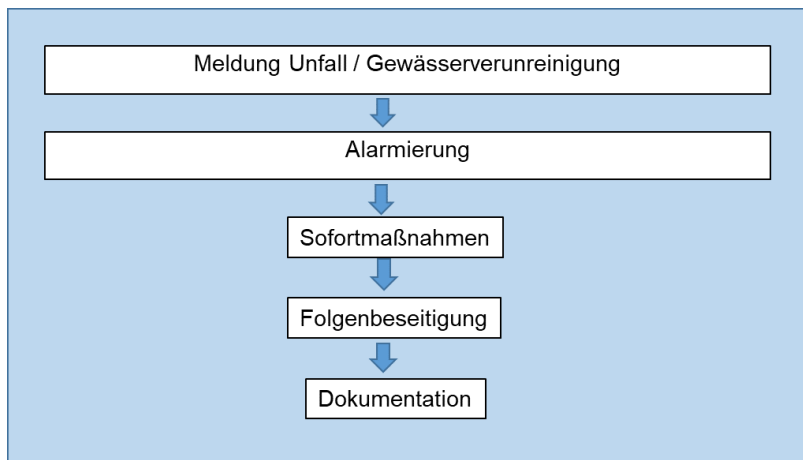 Meldung Unfall / Gewässerverunreinigung
Alarmierung
Sofortmaßnahmen
Folgenbeseitigung
Dokumentation